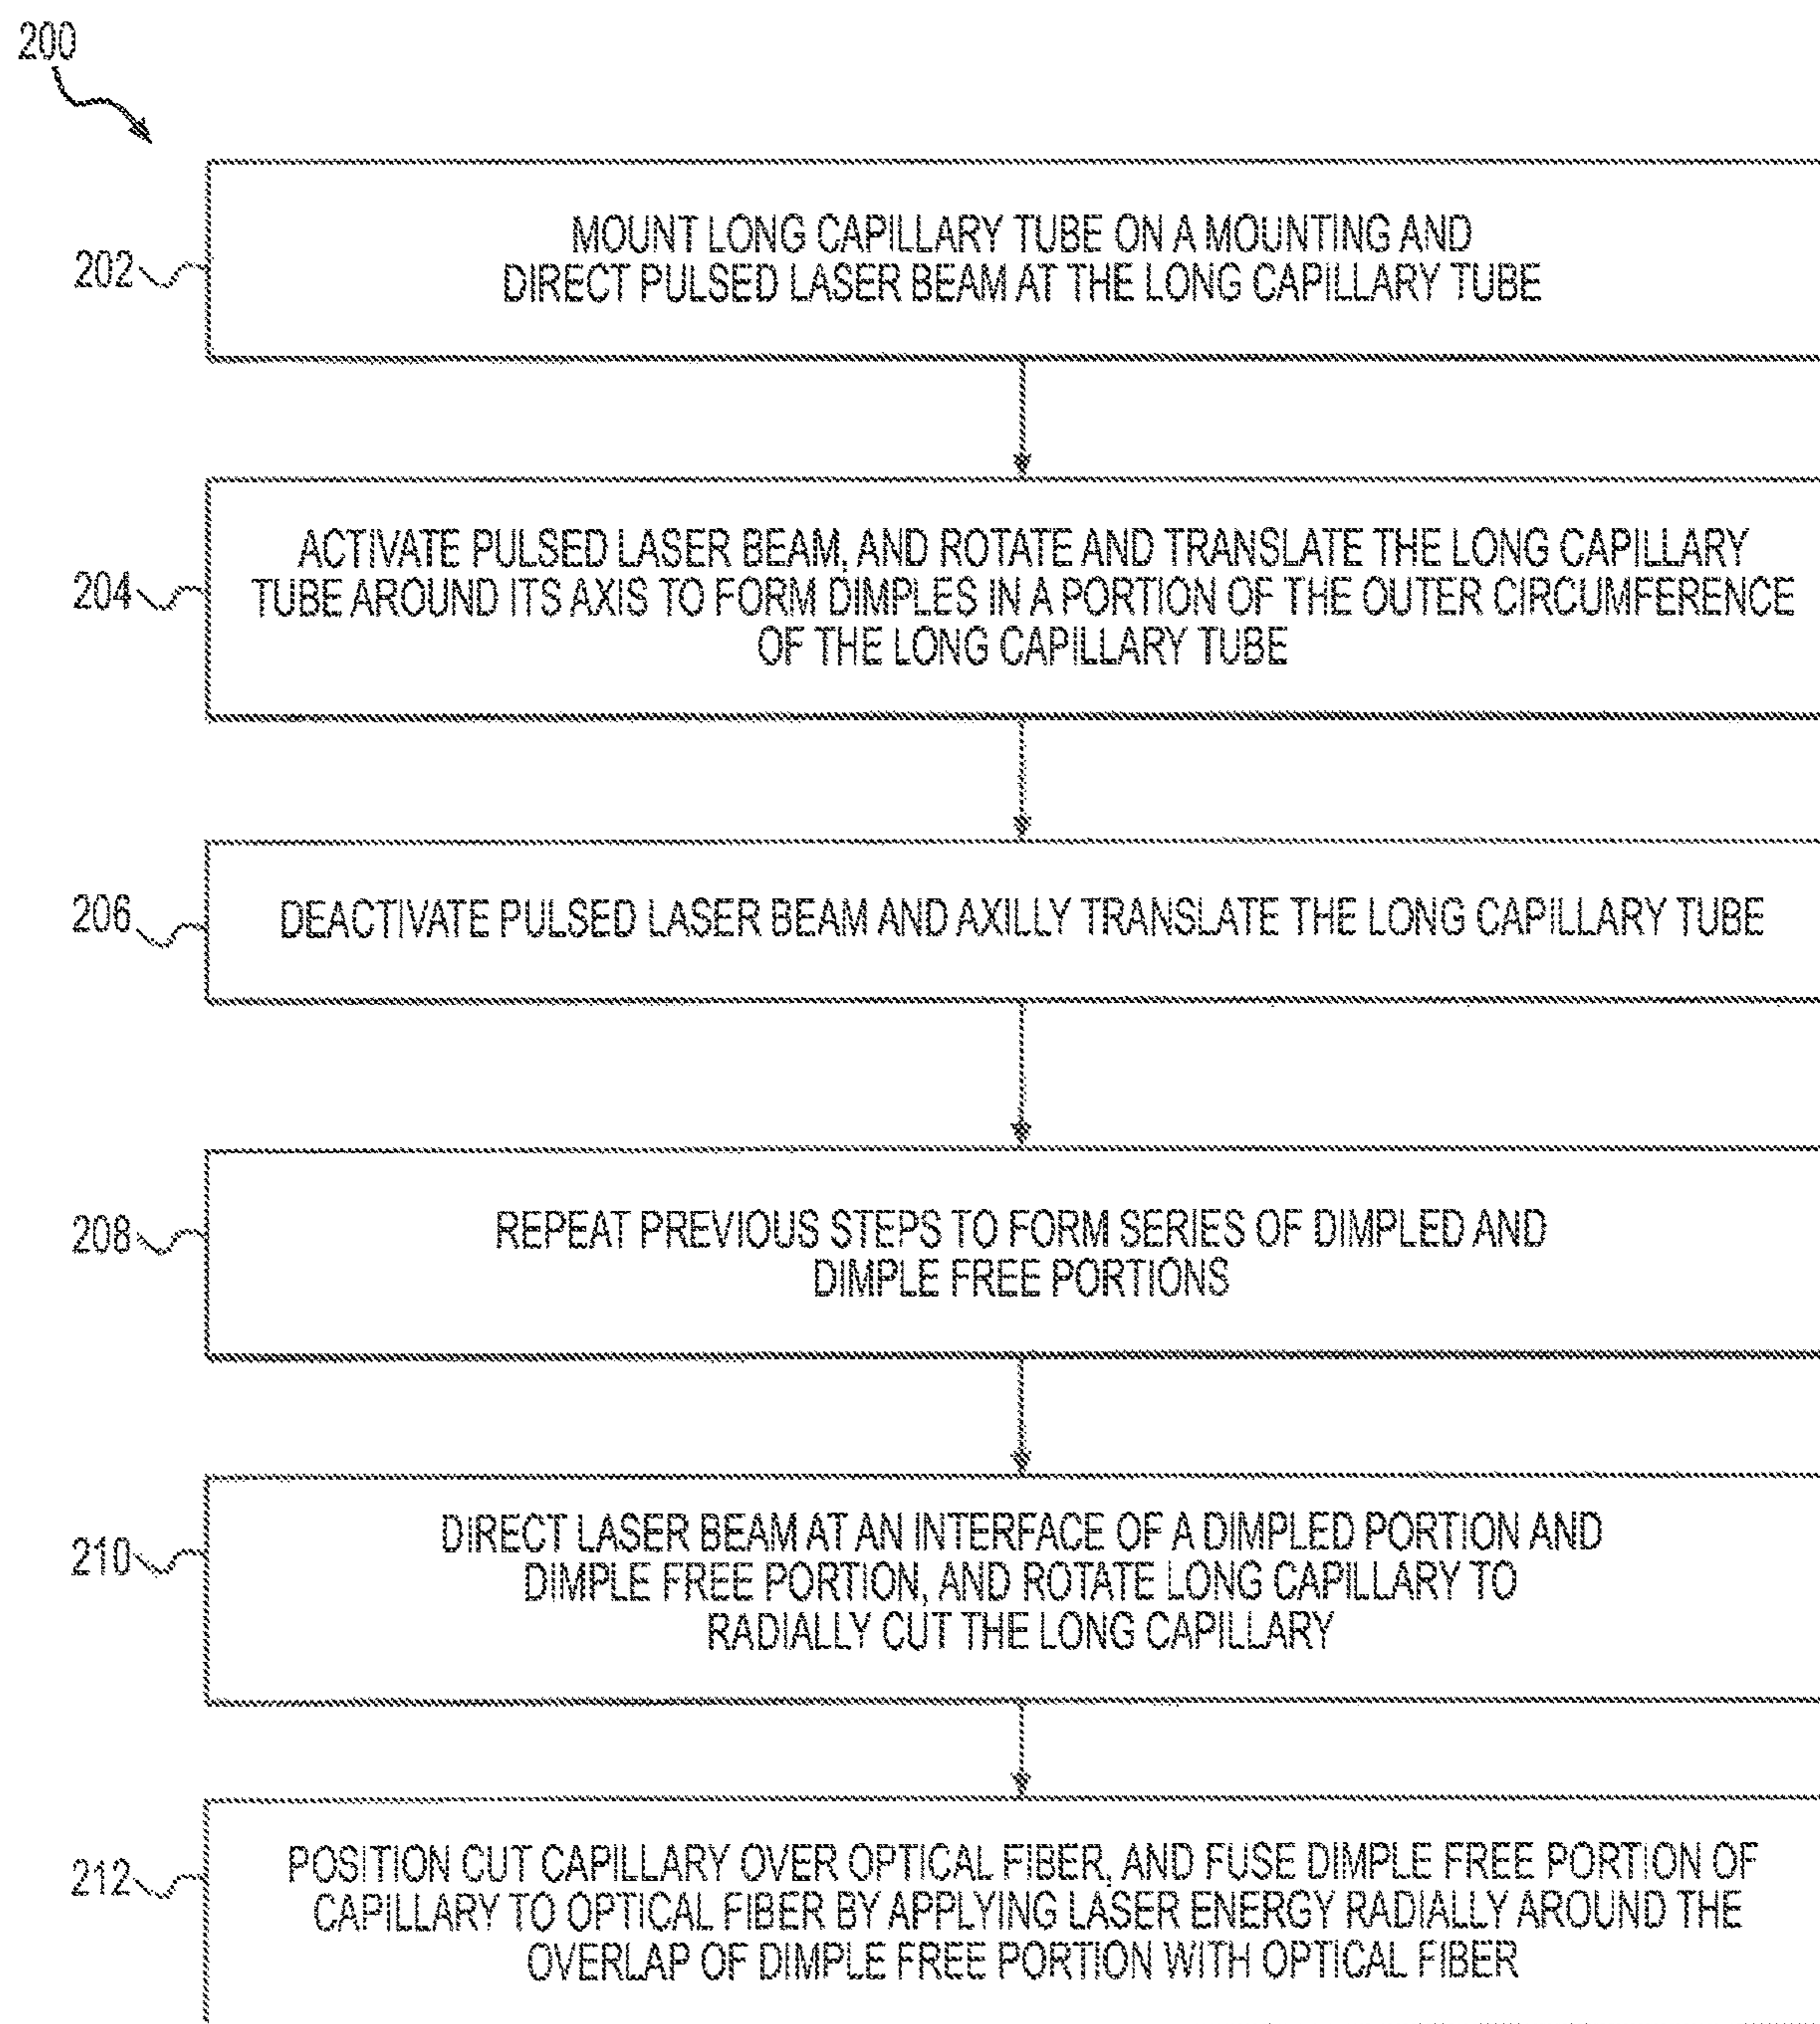 200
202
MOUNT LONG CAPILLARY TUBE ON A MOUNTING AND
DIRECT PULSED LASER BEAM AT THE LONG CAPILLARY TUBE
204
ACTIVATE PULSED LASER BEAM, AND ROTATE AND TRANSLATE THE LONG CAPILLARY
TUBE AROUND ITS AXIS TO FORM DIMPLES IN A PORTION OF THE OUTER CIRCUMFERENCE
OF THE LONG CAPILLARY TUBE
206
DEACTIVATE PULSED LASER BEAM AND AXILLY TRANSLATE THE LONG CAPILLARY TUBE
208
REPEAT PREVIOUS STEPS TO FORM SERIES OF DIMPLED AND
DIMPLE FREE PORTIONS
210
DIRECT LASER BEAM AT AN INTERFACE OF A DIMPLED PORTION AND
DIMPLE FREE PORTION, AND ROTATE LONG CAPILLARY TO
RADIALLY CUT THE LONG CAPILLARY
212
POSITION CUT CAPILLARY OVER OPTICAL FIBER, AND FUSE DIMPLE FREE PORTION OF
CAPILLARY TO OPTICAL FIBER BY APPLYING LASER ENERGY RADIALLY AROUND THE
OVERLAP OF DIMPLE FREE PORTION WITH OPTICAL FIBER